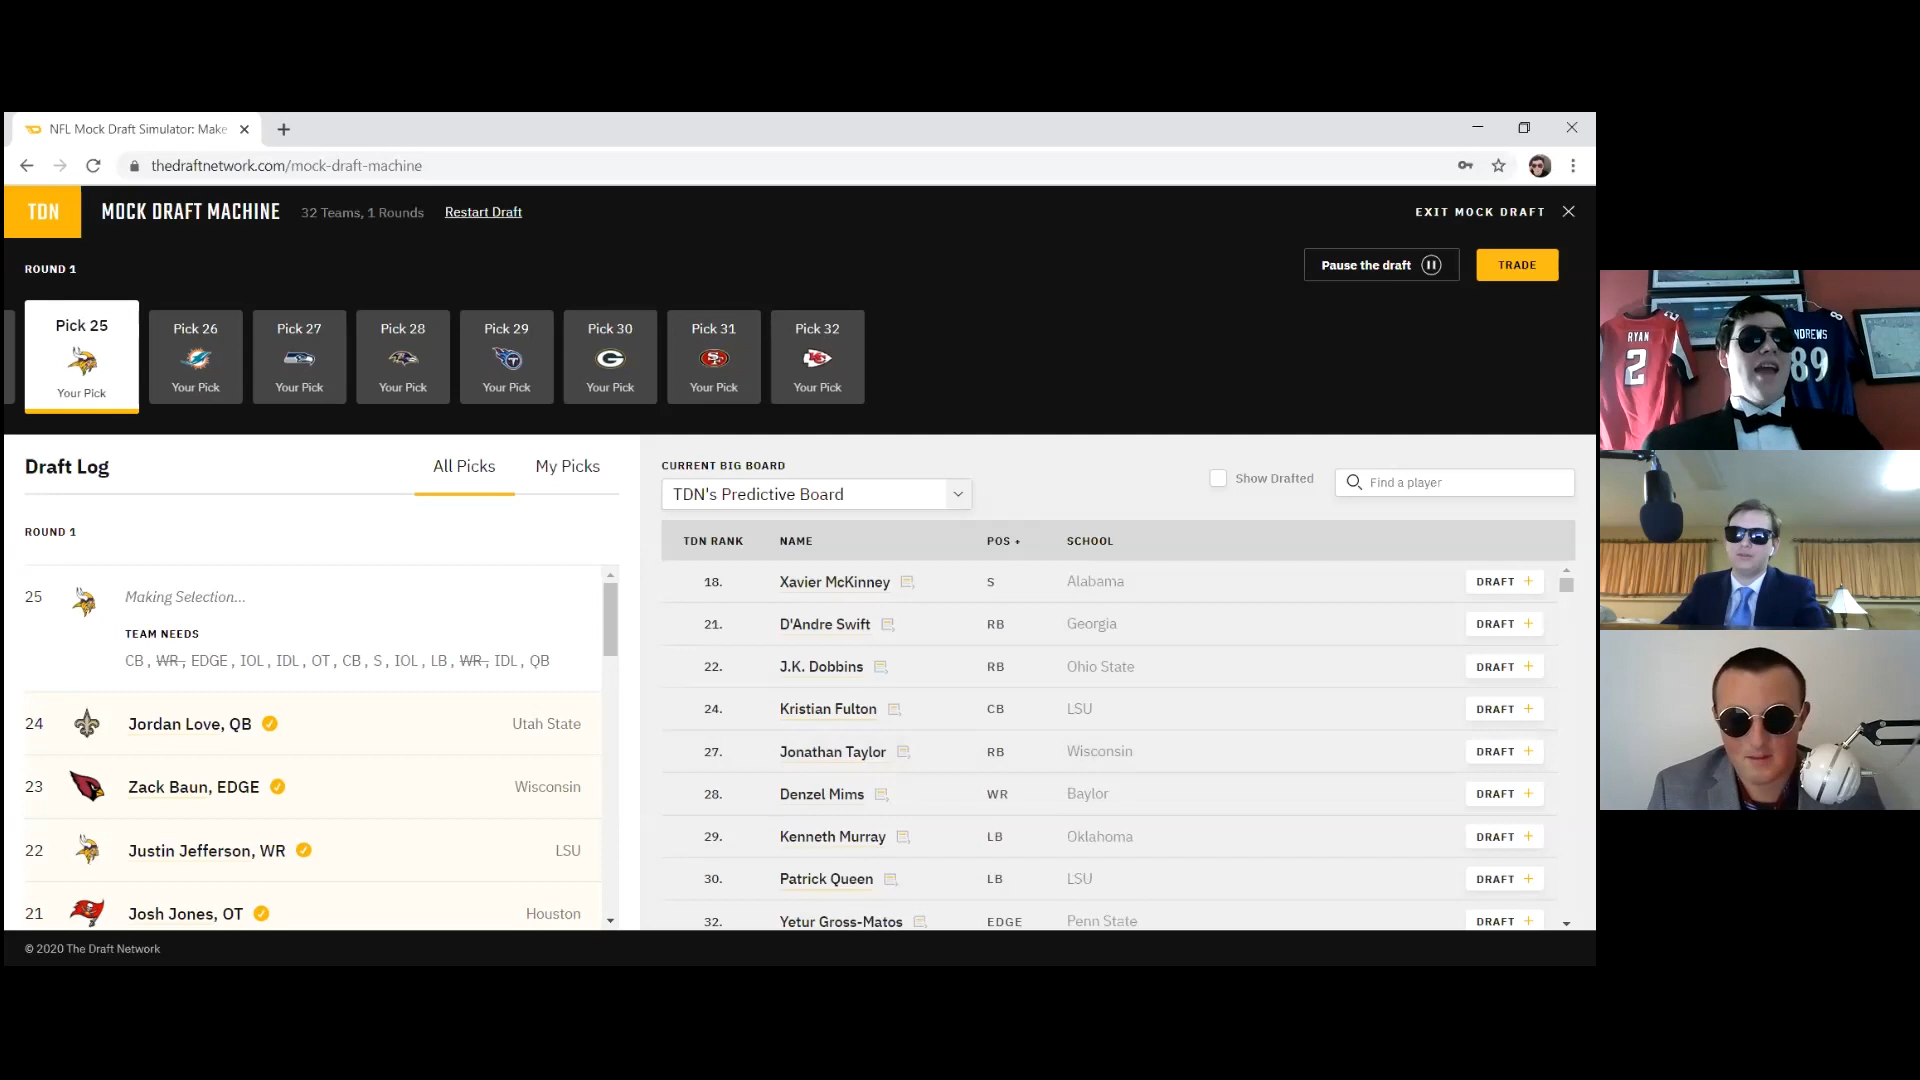 NFL Mock Draft Simulator: Make
thedraftnetwork.com/mock-draft-machine
TDN
MOCK DRAFT MACHINE
32 Teams, 1 Rounds
Restart Draft
EXIT MOCK DRAFT
ROUND 1
Pause the draft
TRADE
Pick 25
Your Pick
Pick 26
Your Pick
Pick 27
Your Pick
Pick 28
Your Pick
Pick 29
Your Pick
Pick 30
Your Pick
Pick 31
Your Pick
Pick 32
Your Pick
Draft Log
All Picks
My Picks
ROUND 1
25
Making Selection...
TEAM NEEDS
CB , WR , EDGE , IOL , IDL , OT , CB , S , IOL , LB , WR , IDL , QB
24 Jordan Love, QB Utah State
23 Zack Baun, EDGE Wisconsin
22 Justin Jefferson, WR LSU
21 Josh Jones, OT Houston
CURRENT BIG BOARD
TDN's Predictive Board
Show Drafted
Find a player
TDN RANK NAME POS + SCHOOL
18. Xavier McKinney S Alabama DRAFT +
21. D'Andre Swift RB Georgia DRAFT +
22. J.K. Dobbins RB Ohio State DRAFT +
24. Kristian Fulton CB LSU DRAFT +
27. Jonathan Taylor RB Wisconsin DRAFT +
28. Denzel Mims WR Baylor DRAFT +
29. Kenneth Murray LB Oklahoma DRAFT +
30. Patrick Queen LB LSU DRAFT +
32. Yetur Gross-Matos EDGE Penn State DRAFT +
© 2020 The Draft Network
RYAN
2
NDREWS
89